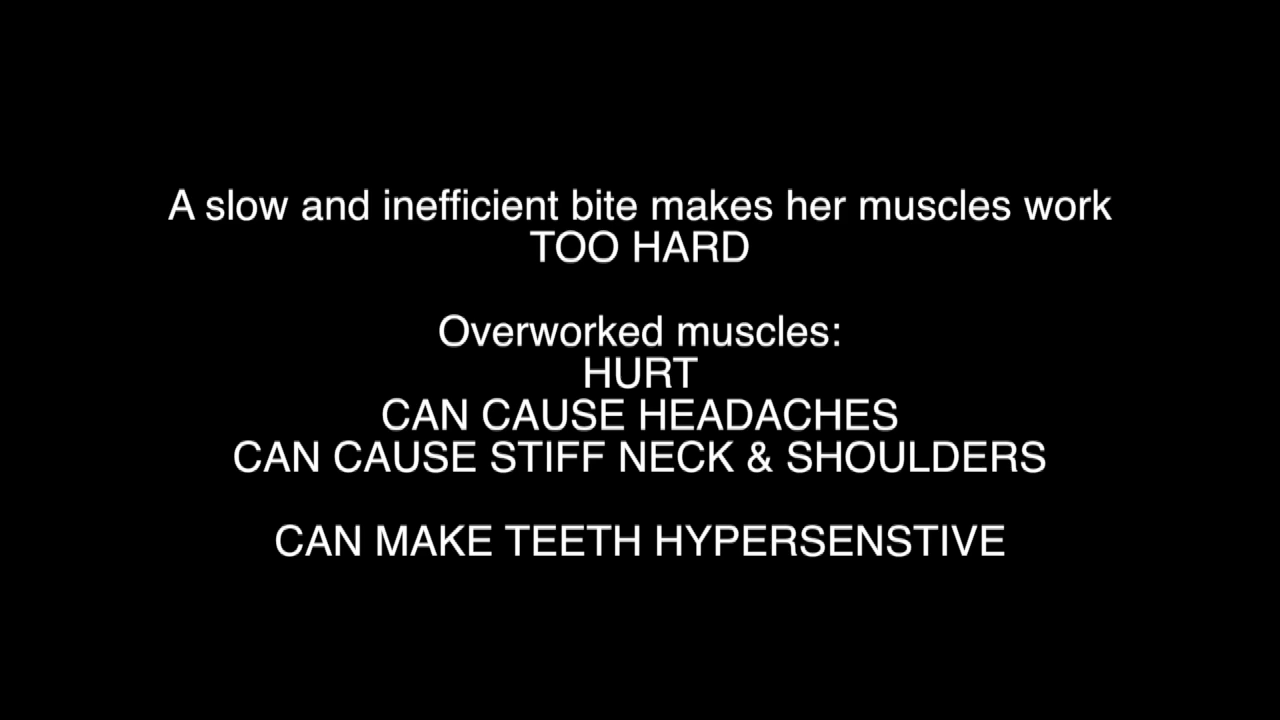 A slow and inefficient bite makes her muscles work
TOO HARD
Overworked muscles:
HURT
CAN CAUSE HEADACHES
CAN CAUSE STIFF NECK & SHOULDERS
CAN MAKE TEETH HYPERSENSTIVE